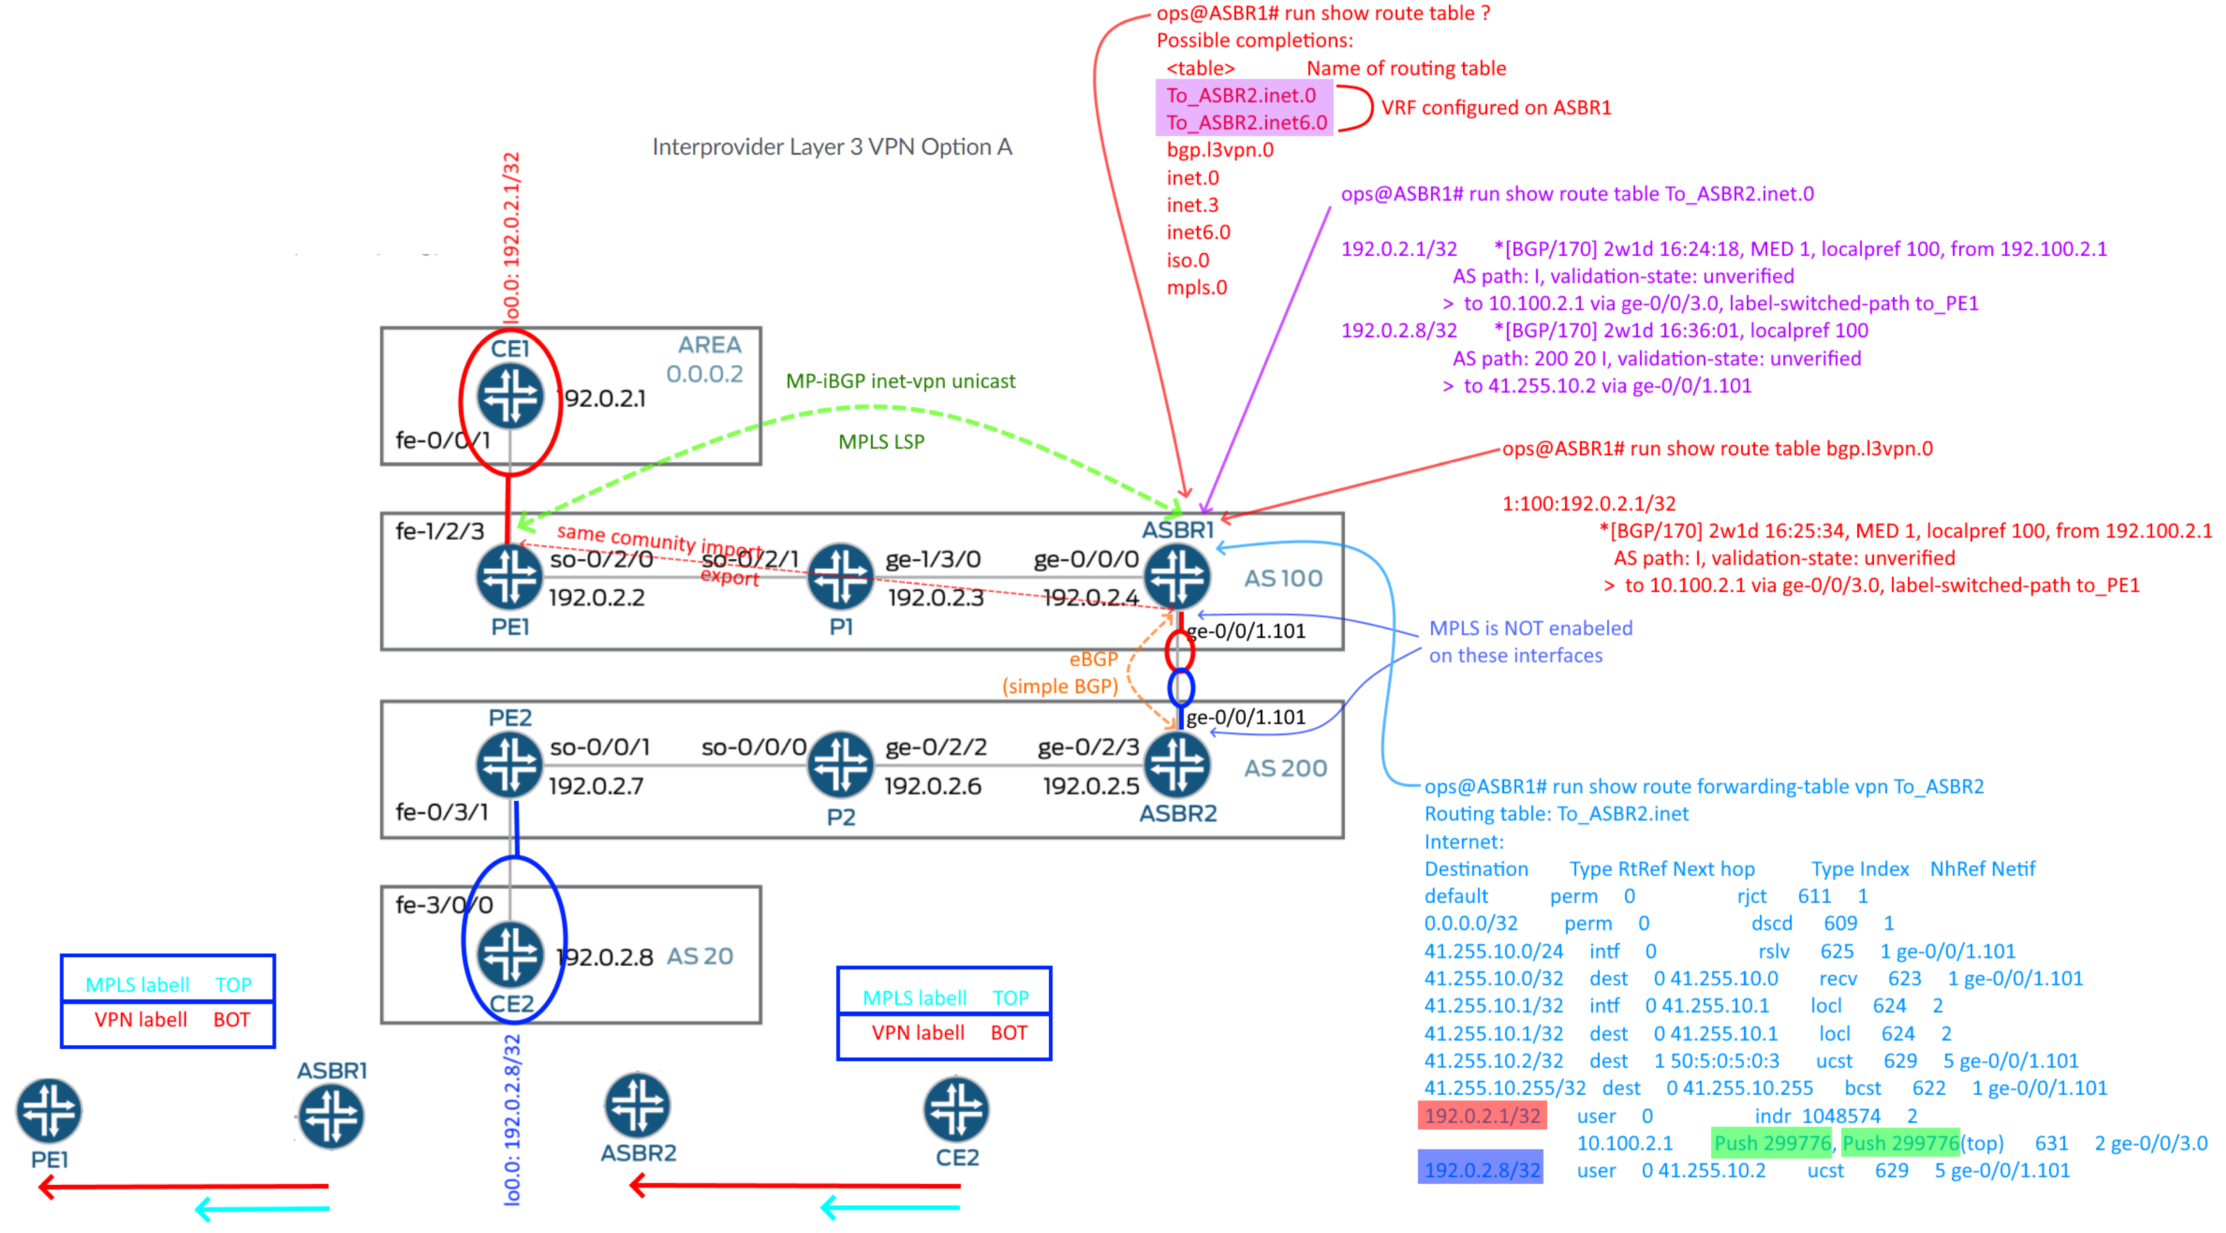 ops@ASBR1# run show route table ?
Possible completions:
<table> Name of routing table
To_ASBR2.inet.0
To_ASBR2.inet6.0
VRF configured on ASBR1
bgp.l3vpn.0
inet.0
inet.3
inet6.0
iso.0
mpls.0
Interprovider Layer 3 VPN Option A
lo0.0: 192.0.2.1/32
ops@ASBR1# run show route table To_ASBR2.inet.0
192.0.2.1/32 *[BGP/170] 2w1d 16:24:18, MED 1, localpref 100, from 192.100.2.1
AS path: I, validation-state: unverified
> to 10.100.2.1 via ge-0/0/3.0, label-switched-path to_PE1
192.0.2.8/32 *[BGP/170] 2w1d 16:36:01, localpref 100
AS path: 200 20 I, validation-state: unverified
> to 41.255.10.2 via ge-0/0/1.101
CE1
AREA
0.0.0.2
192.0.2.1
fe-0/0/1
MP-iBGP inet-vpn unicast
MPLS LSP
ops@ASBR1# run show route table bgp.l3vpn.0
1:100:192.0.2.1/32
*[BGP/170] 2w1d 16:25:34, MED 1, localpref 100, from 192.100.2.1
AS path: I, validation-state: unverified
> to 10.100.2.1 via ge-0/0/3.0, label-switched-path to_PE1
fe-1/2/3
same comunity import
export
ASBR1
so-0/2/0
so-0/2/1
ge-1/3/0
ge-0/0/0
AS 100
192.0.2.2
192.0.2.3
192.0.2.4
PE1
P1
ge-0/0/1.101
MPLS is NOT enabeled
on these interfaces
eBGP
(simple BGP)
ge-0/0/1.101
PE2
so-0/0/1
so-0/0/0
ge-0/2/2
ge-0/2/3
AS 200
192.0.2.7
192.0.2.6
192.0.2.5
fe-0/3/1
P2
ASBR2
fe-3/0/0
192.0.2.8
AS 20
CE2
lo0.0: 192.0.2.8/32
ops@ASBR1# run show route forwarding-table vpn To_ASBR2
Routing table: To_ASBR2.inet
Internet:
Destination Type RtRef Next hop Type Index NhRef Netif
default perm 0 rjct 611 1
0.0.0.0/32 perm 0 dscd 609 1
41.255.10.0/24 intf 0 rslv 625 1 ge-0/0/1.101
41.255.10.0/32 dest 0 41.255.10.0 recv 623 1 ge-0/0/1.101
41.255.10.1/32 intf 0 41.255.10.1 locl 624 2
41.255.10.1/32 dest 0 41.255.10.1 locl 624 2
41.255.10.2/32 dest 1 50:5:0:5:0:3 ucst 629 5 ge-0/0/1.101
41.255.10.255/32 dest 0 41.255.10.255 bcst 622 1 ge-0/0/1.101
192.0.2.1/32 user 0 indr 1048574 2
10.100.2.1 Push 299776, Push 299776(top) 631 2 ge-0/0/3.0
192.0.2.8/32 user 0 41.255.10.2 ucst 629 5 ge-0/0/1.101
MPLS labell TOP
VPN labell BOT
PE1
ASBR1
MPLS labell TOP
VPN labell BOT
ASBR2
CE2